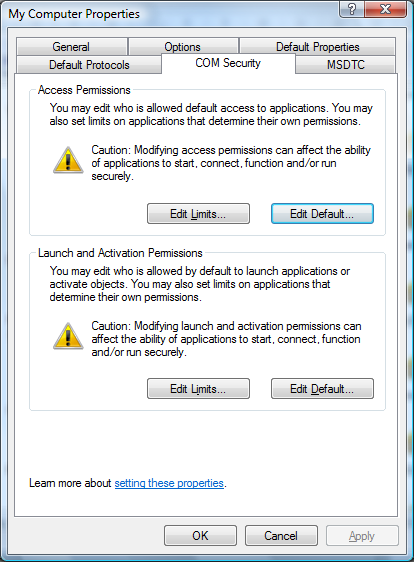 My Computer Properties
General Options Default Properties
Default Protocols COM Security MSDTC
Access Permissions
You may edit who is allowed default access to applications. You may
also set limits on applications that determine their own permissions.
Caution: Modifying access permissions can affect the ability
of applications to start, connect, function and/or run
securely.
Edit Limits... Edit Default...
Launch and Activation Permissions
You may edit who is allowed by default to launch applications or
activate objects. You may also set limits on applications that
determine their own permissions.
Caution: Modifying launch and activation permissions can
affect the ability of applications to start, connect, function
and/or run securely.
Edit Limits... Edit Default...
Learn more about setting these properties.
OK Cancel Apply